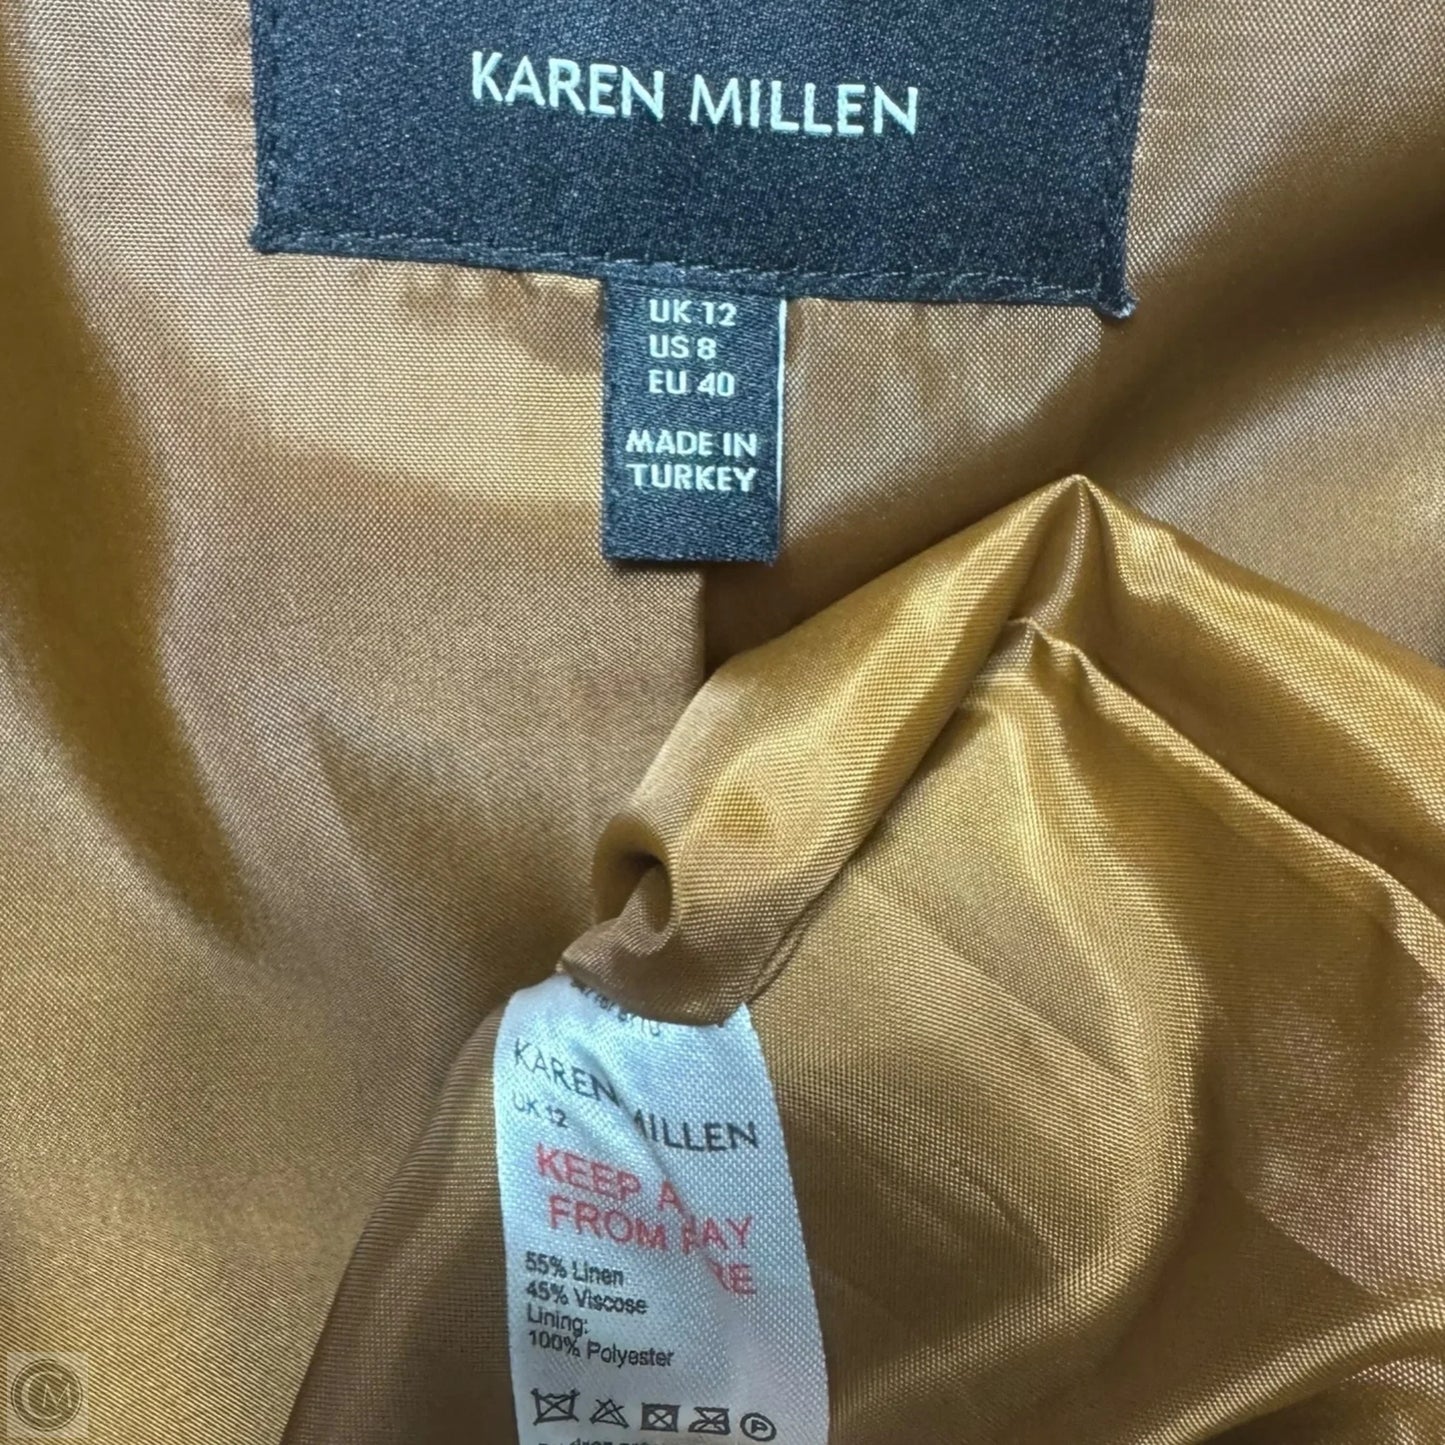 KAREN MILLEN
UK 12
US 8
EU 40
MADE IN
TURKEY
KAREN MILLEN
UK 12
KEEP
FROM
55% Linen
45% Viscose
Lining:
100% Polyester
P
CM